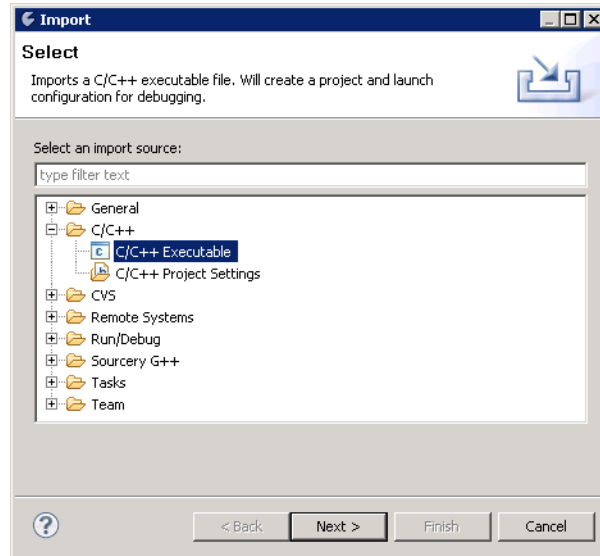 Import
Select
Imports a C/C++ executable file. Will create a project and launch
configuration for debugging.
Select an import source:
type filter text
General
C/C++
C/C++ Executable
C/C++ Project Settings
CVS
Remote Systems
Run/Debug
Sourcery G++
Tasks
Team
< Back Next > Finish Cancel